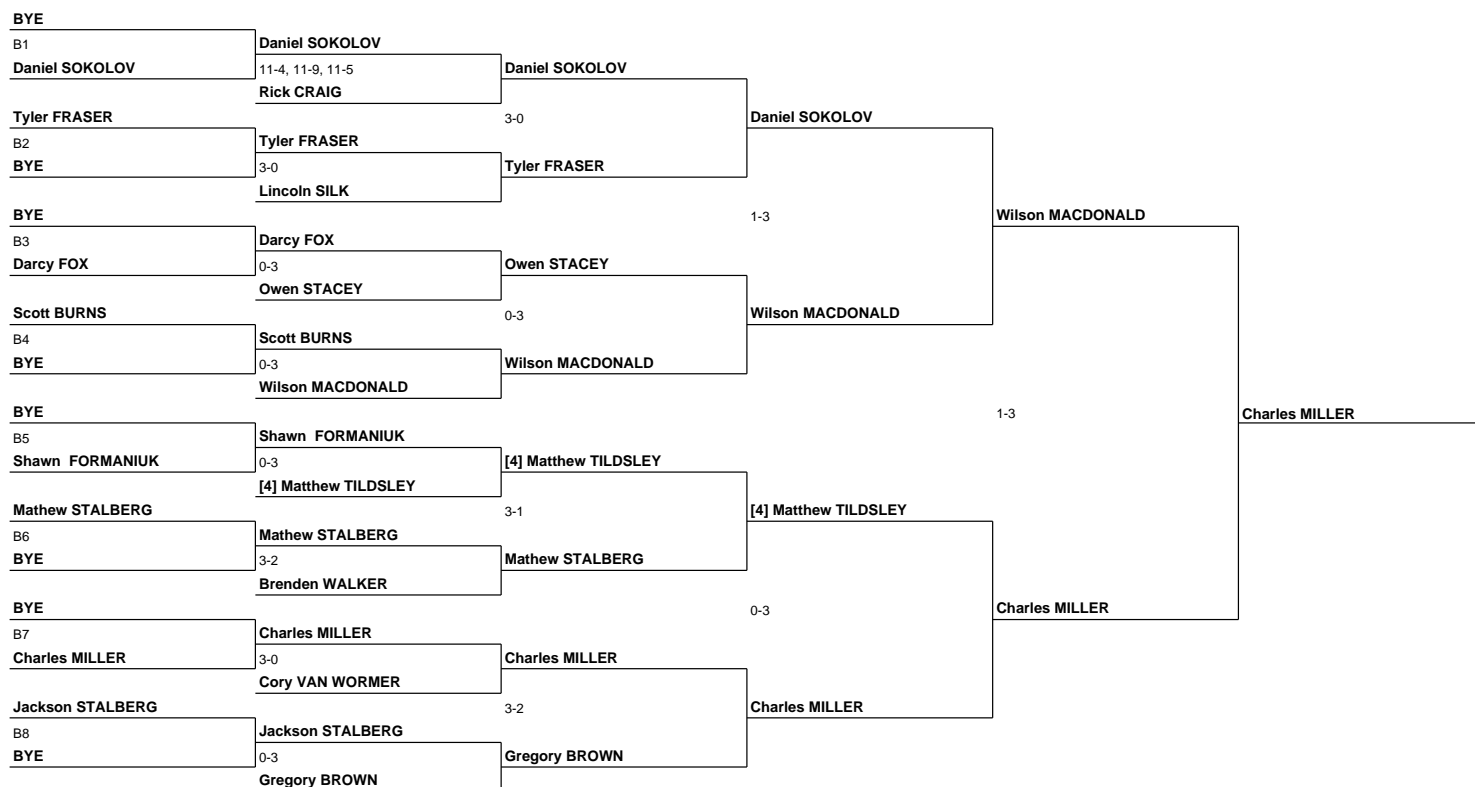 BYE
B1
Daniel SOKOLOV
Daniel SOKOLOV
11-4, 11-9, 11-5
Daniel SOKOLOV
Rick CRAIG
Tyler FRASER
3-0
Daniel SOKOLOV
B2
Tyler FRASER
BYE
3-0
Tyler FRASER
Lincoln SILK
BYE
1-3
Wilson MACDONALD
B3
Darcy FOX
Darcy FOX
0-3
Owen STACEY
Owen STACEY
Scott BURNS
0-3
Wilson MACDONALD
B4
Scott BURNS
BYE
0-3
Wilson MACDONALD
Wilson MACDONALD
BYE
1-3
Charles MILLER
B5
Shawn  FORMANIUK
Shawn  FORMANIUK
0-3
[4] Matthew TILDSLEY
[4] Matthew TILDSLEY
Mathew STALBERG
3-1
[4] Matthew TILDSLEY
B6
Mathew STALBERG
BYE
3-2
Mathew STALBERG
Brenden WALKER
BYE
0-3
Charles MILLER
B7
Charles MILLER
Charles MILLER
3-0
Charles MILLER
Cory VAN WORMER
Jackson STALBERG
3-2
Charles MILLER
B8
Jackson STALBERG
BYE
0-3
Gregory BROWN
Gregory BROWN